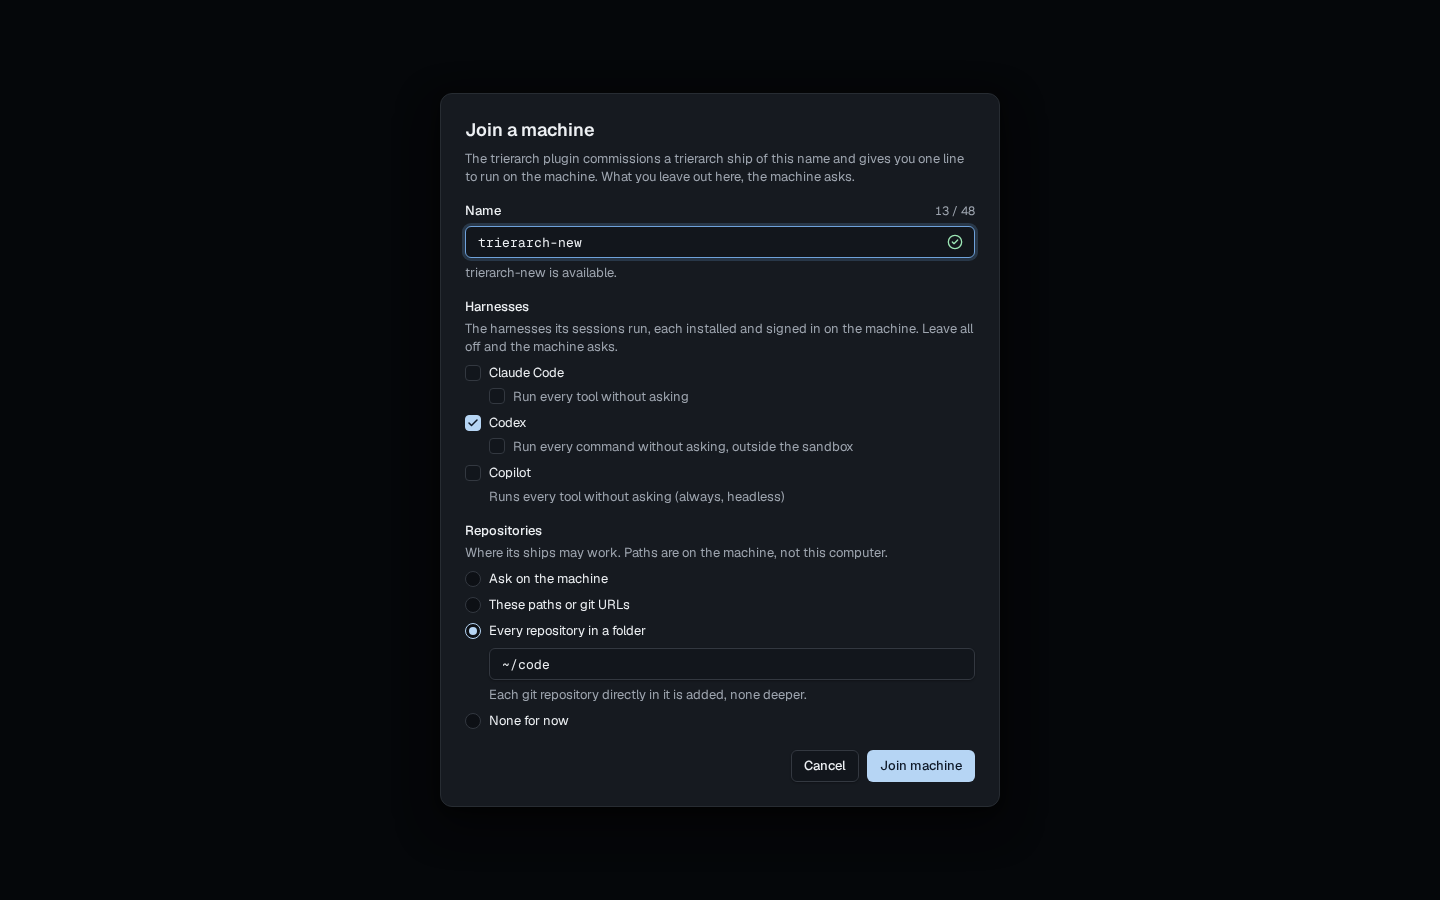 Join a machine
The trierarch plugin commissions a trierarch ship of this name and gives you one line
to run on the machine. What you leave out here, the machine asks.
Name 13 / 48
trierarch-new
trierarch-new is available.
Harnesses
The harnesses its sessions run, each installed and signed in on the machine. Leave all
off and the machine asks.
Claude Code
Run every tool without asking
Codex
Run every command without asking, outside the sandbox
Copilot
Runs every tool without asking (always, headless)
Repositories
Where its ships may work. Paths are on the machine, not this computer.
Ask on the machine
These paths or git URLs
Every repository in a folder
~/code
Each git repository directly in it is added, none deeper.
None for now
Cancel Join machine